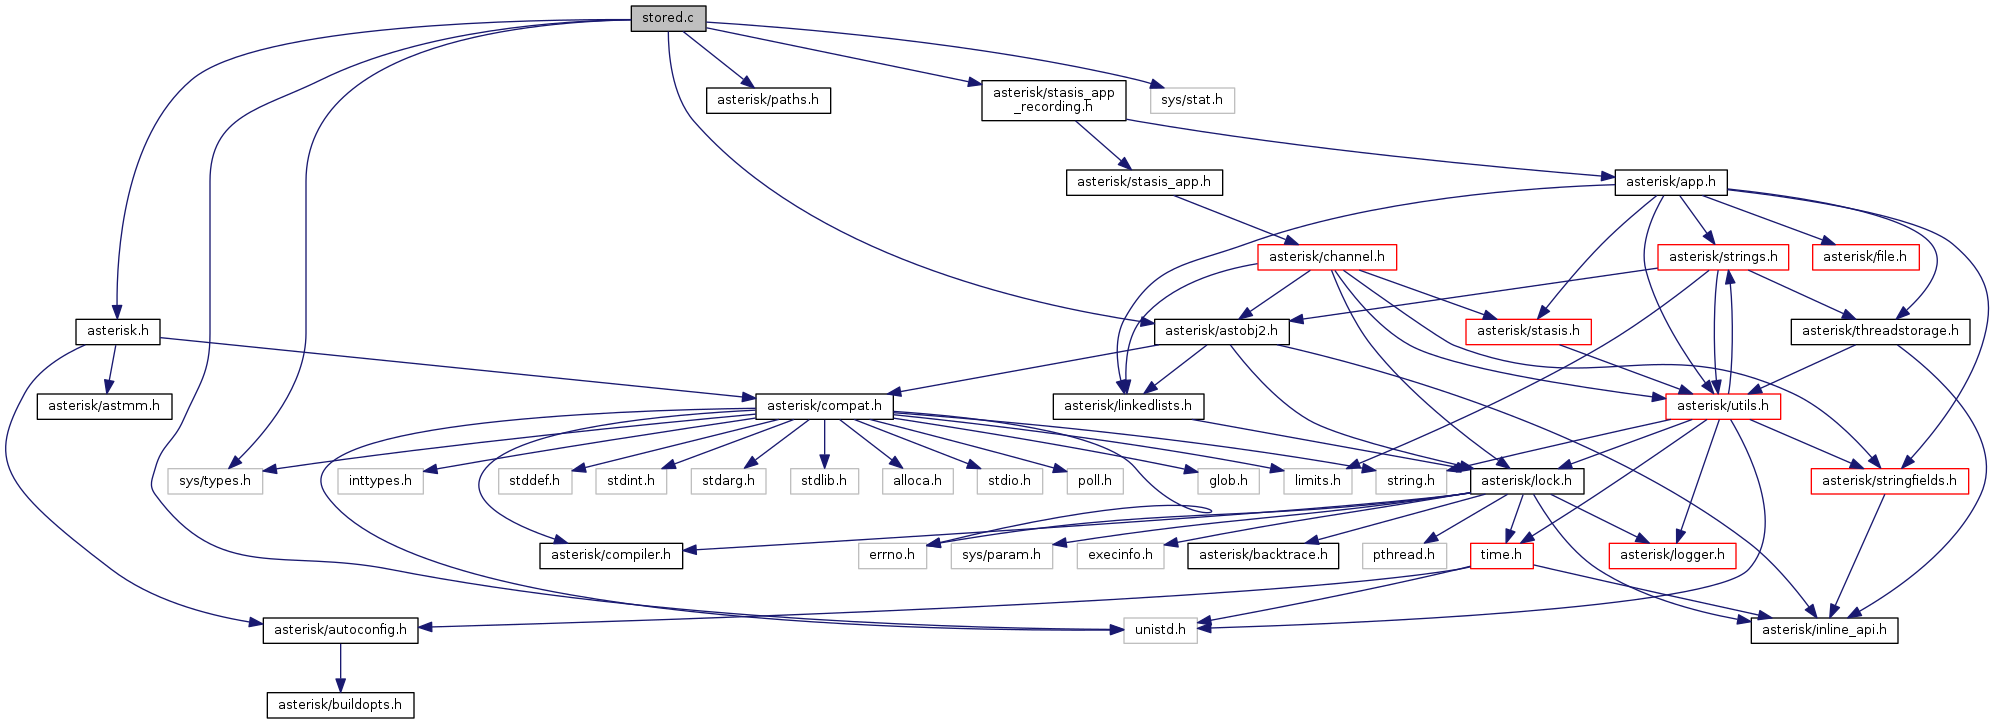 stored.c
asterisk/paths.h
asterisk/stasis_app
_recording.h
sys/stat.h
asterisk/stasis_app.h
asterisk/app.h
asterisk/channel.h
asterisk/strings.h
asterisk/file.h
asterisk.h
asterisk/astobj2.h
asterisk/stasis.h
asterisk/threadstorage.h
asterisk/astmm.h
asterisk/compat.h
asterisk/linkedlists.h
asterisk/utils.h
sys/types.h
inttypes.h
stddef.h
stdint.h
stdarg.h
stdlib.h
alloca.h
stdio.h
poll.h
glob.h
limits.h
string.h
asterisk/lock.h
asterisk/stringfields.h
asterisk/compiler.h
errno.h
sys/param.h
execinfo.h
asterisk/backtrace.h
pthread.h
time.h
asterisk/logger.h
asterisk/autoconfig.h
unistd.h
asterisk/inline_api.h
asterisk/buildopts.h